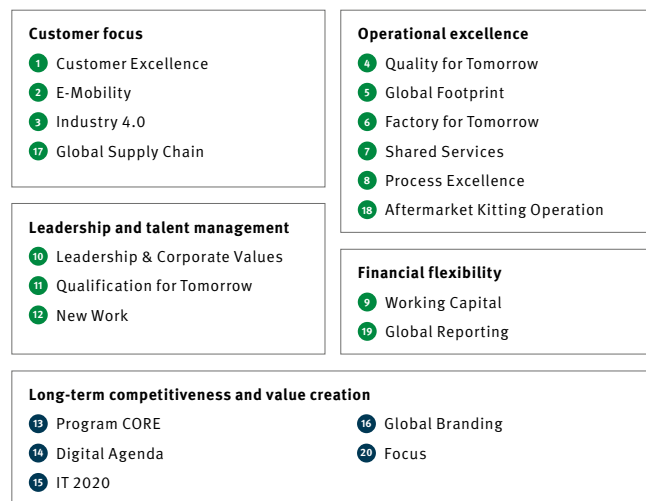 Customer focus
1 Customer Excellence
2 E-Mobility
3 Industry 4.0
17 Global Supply Chain
Operational excellence
4 Quality for Tomorrow
5 Global Footprint
6 Factory for Tomorrow
7 Shared Services
8 Process Excellence
18 Aftermarket Kitting Operation
Leadership and talent management
10 Leadership & Corporate Values
11 Qualification for Tomorrow
12 New Work
Financial flexibility
9 Working Capital
19 Global Reporting
Long-term competitiveness and value creation
13 Program CORE
14 Digital Agenda
15 IT 2020
16 Global Branding
20 Focus